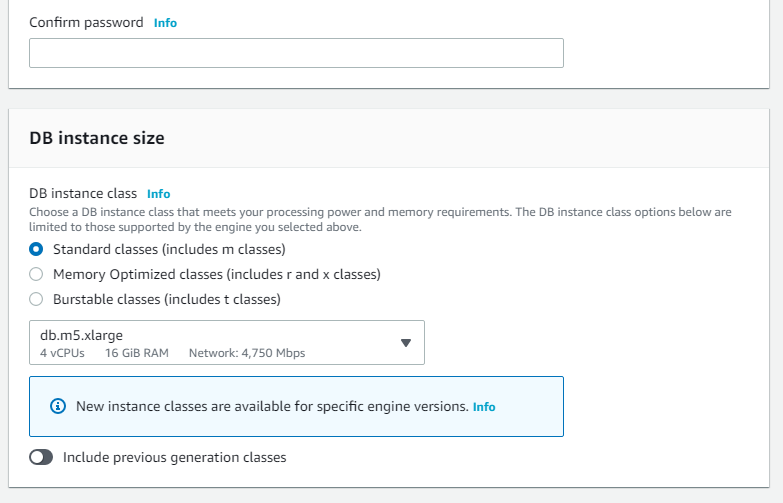 Confirm password Info
DB instance size
DB instance class Info
Choose a DB instance class that meets your processing power and memory requirements. The DB instance class options below are
limited to those supported by the engine you selected above.
Standard classes (includes m classes)
Memory Optimized classes (includes r and x classes)
Burstable classes (includes t classes)
db.m5.xlarge
4 vCPUs 16 GiB RAM Network: 4,750 Mbps
New instance classes are available for specific engine versions. Info
Include previous generation classes